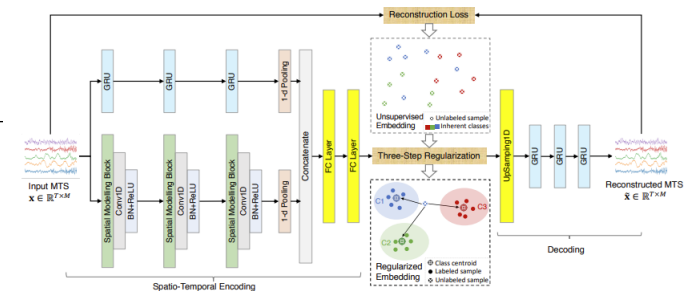 Reconstruction Loss
GRU
GRU
GRU
1-d Pooling
Input MTS
x ∈ ℝ^{T×M}
Spatial Modelling Block
Conv1D
BN+ReLU
Spatial Modelling Block
Conv1D
BN+ReLU
Spatial Modelling Block
Conv1D
BN+ReLU
1-d Pooling
Concatenate
FC Layer
FC Layer
Spatio-Temporal Encoding
Unsupervised
Embedding
Unlabeled sample
Inherent classes
Three-Step Regularization
C1
C2
C3
Regularized
Embedding
Class centroid
Labeled sample
Unlabeled sample
UpSamping1D
GRU
GRU
GRU
Decoding
Reconstructed MTS
x̃ ∈ ℝ^{T×M}